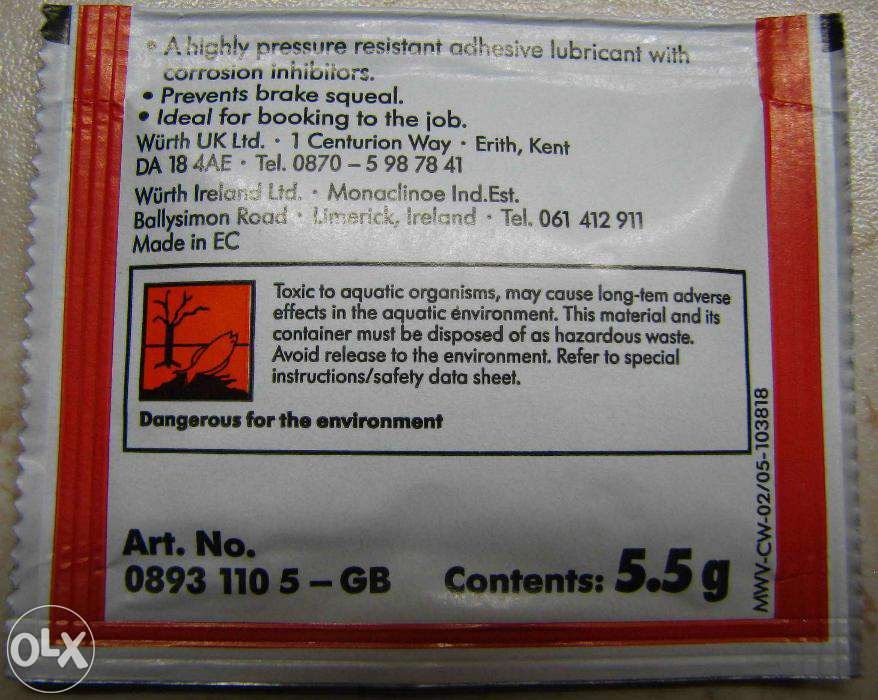 • A highly pressure resistant adhesive lubricant with
corrosion inhibitors.
• Prevents brake squeal.
• Ideal for booking to the job.
Würth UK Ltd. · 1 Centurion Way · Erith, Kent
DA 18 4AE · Tel. 0870 – 5 98 78 41
Würth Ireland Ltd. · Monaclinoe Ind.Est.
Ballysimon Road · Limerick, Ireland · Tel. 061 412 911
Made in EC
Toxic to aquatic organisms, may cause long-tem adverse
effects in the aquatic énvironment. This material and its
container must be disposed of as hazardous waste.
Avoid release to the environment. Refer to special
instructions/safety data sheet.
Dangerous for the environment
MWV-CW-02/05-103818
Art. No.
0893 110 5 – GB Contents: 5.5 g
OLX